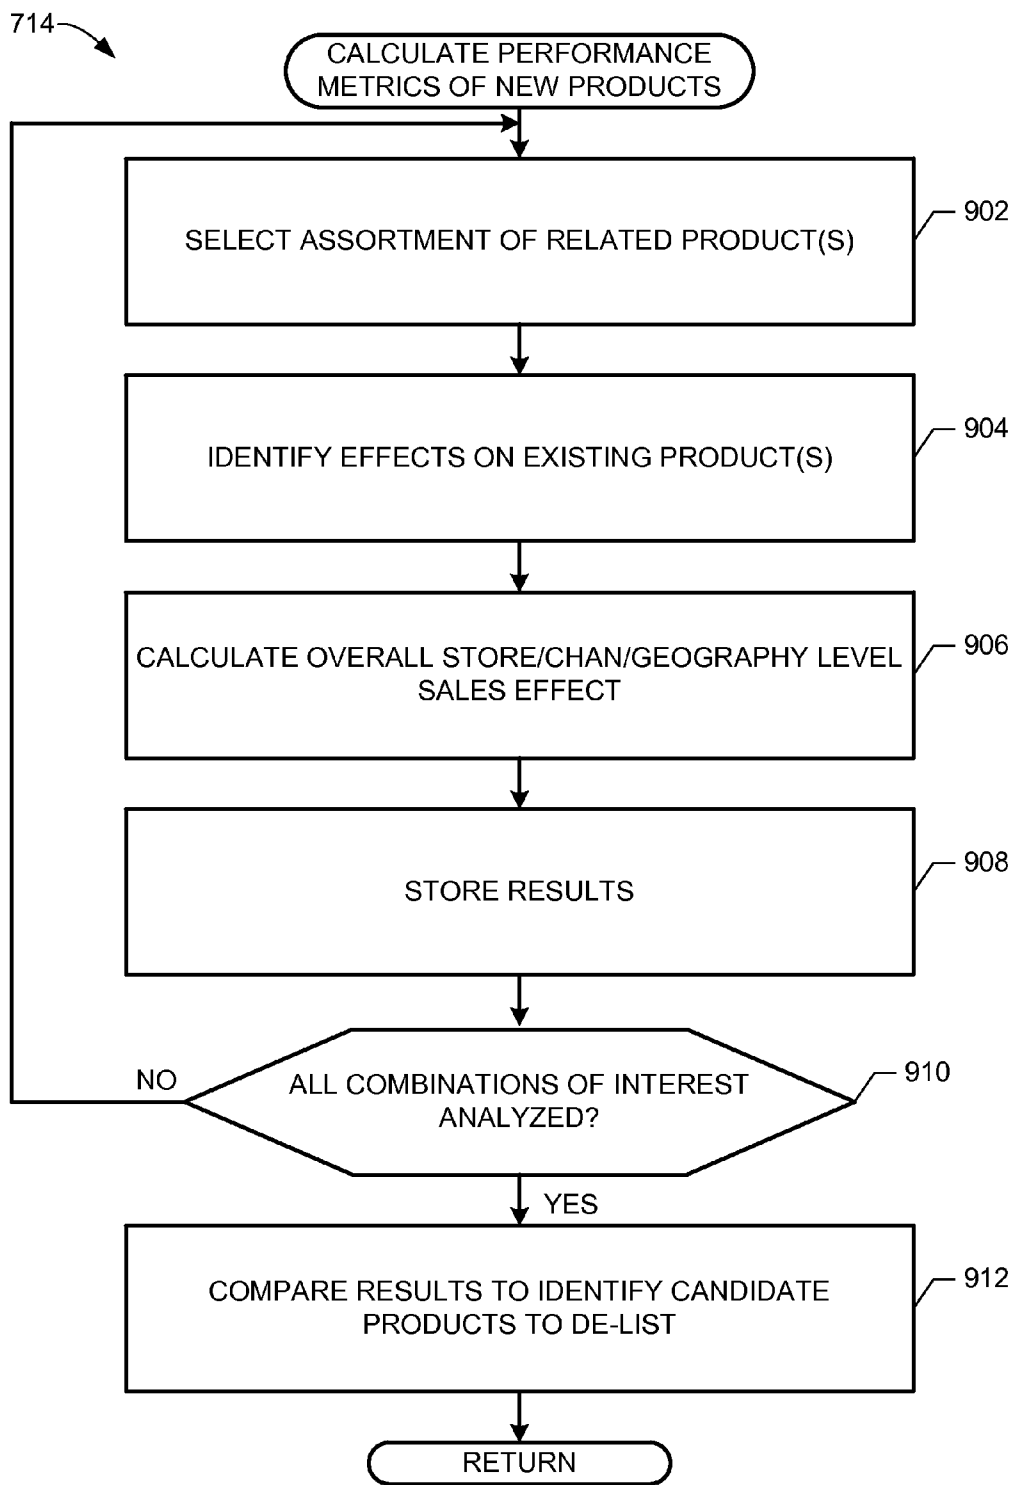 714
CALCULATE PERFORMANCE
METRICS OF NEW PRODUCTS
SELECT ASSORTMENT OF RELATED PRODUCT(S)
902
IDENTIFY EFFECTS ON EXISTING PRODUCT(S)
904
CALCULATE OVERALL STORE/CHAN/GEOGRAPHY LEVEL
SALES EFFECT
906
STORE RESULTS
908
NO
ALL COMBINATIONS OF INTEREST
ANALYZED?
910
YES
COMPARE RESULTS TO IDENTIFY CANDIDATE
PRODUCTS TO DE-LIST
912
RETURN